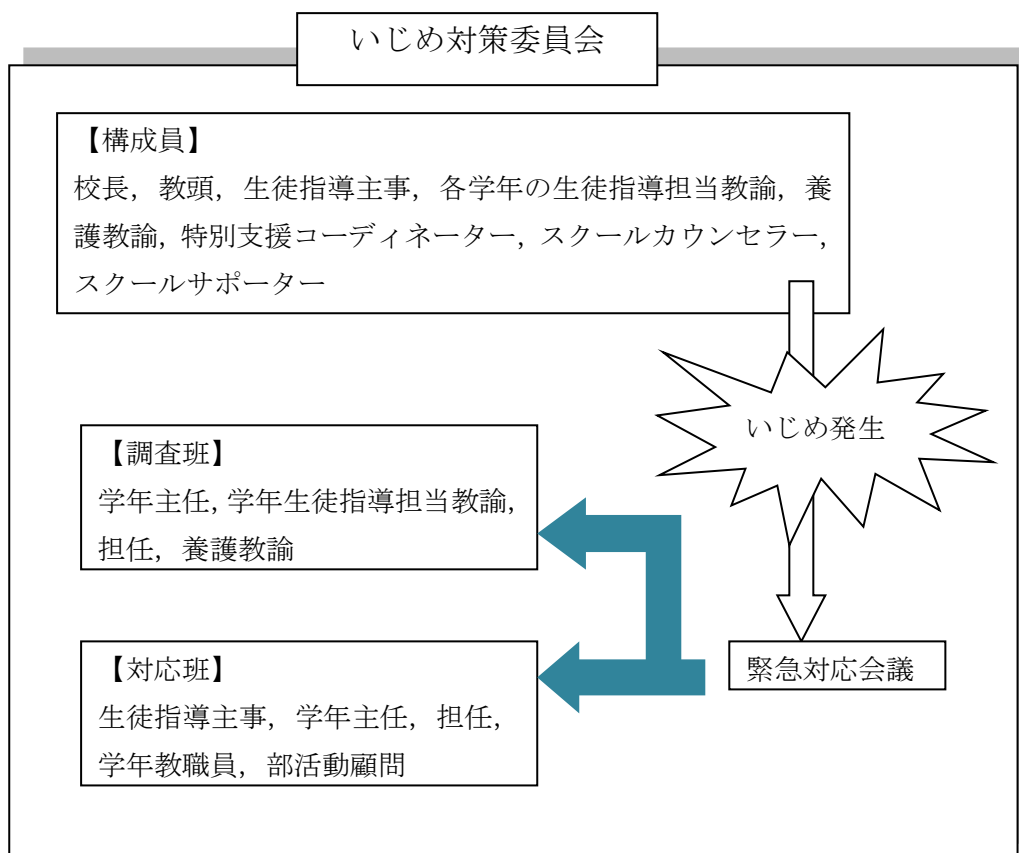 いじめ対策委員会
【構成員】
校長，教頭，生徒指導主事，各学年の生徒指導担当教諭，養
護教諭，特別支援コーディネーター，スクールカウンセラー，
スクールサポーター
いじめ発生
【調査班】
学年主任，学年生徒指導担当教諭，
担任，養護教諭
緊急対応会議
【対応班】
生徒指導主事，学年主任，担任，
学年教職員，部活動顧問